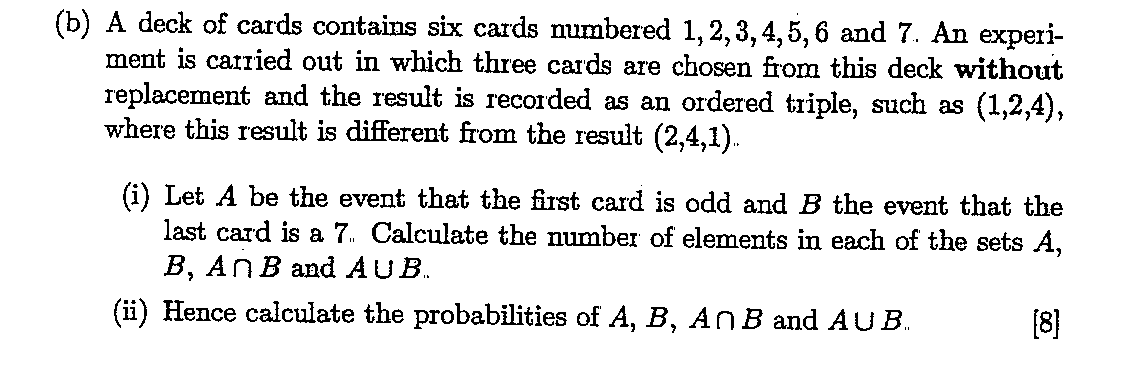 (b) A deck of cards contains six cards numbered 1, 2, 3, 4, 5, 6 and 7. An experi-
ment is carried out in which three cards are chosen from this deck without
replacement and the result is recorded as an ordered triple, such as (1,2,4),
where this result is different from the result (2,4,1).
(i) Let A be the event that the first card is odd and B the event that the
last card is a 7. Calculate the number of elements in each of the sets A,
B, A ∩ B and A ∪ B.
(ii) Hence calculate the probabilities of A, B, A ∩ B and A ∪ B. [8]